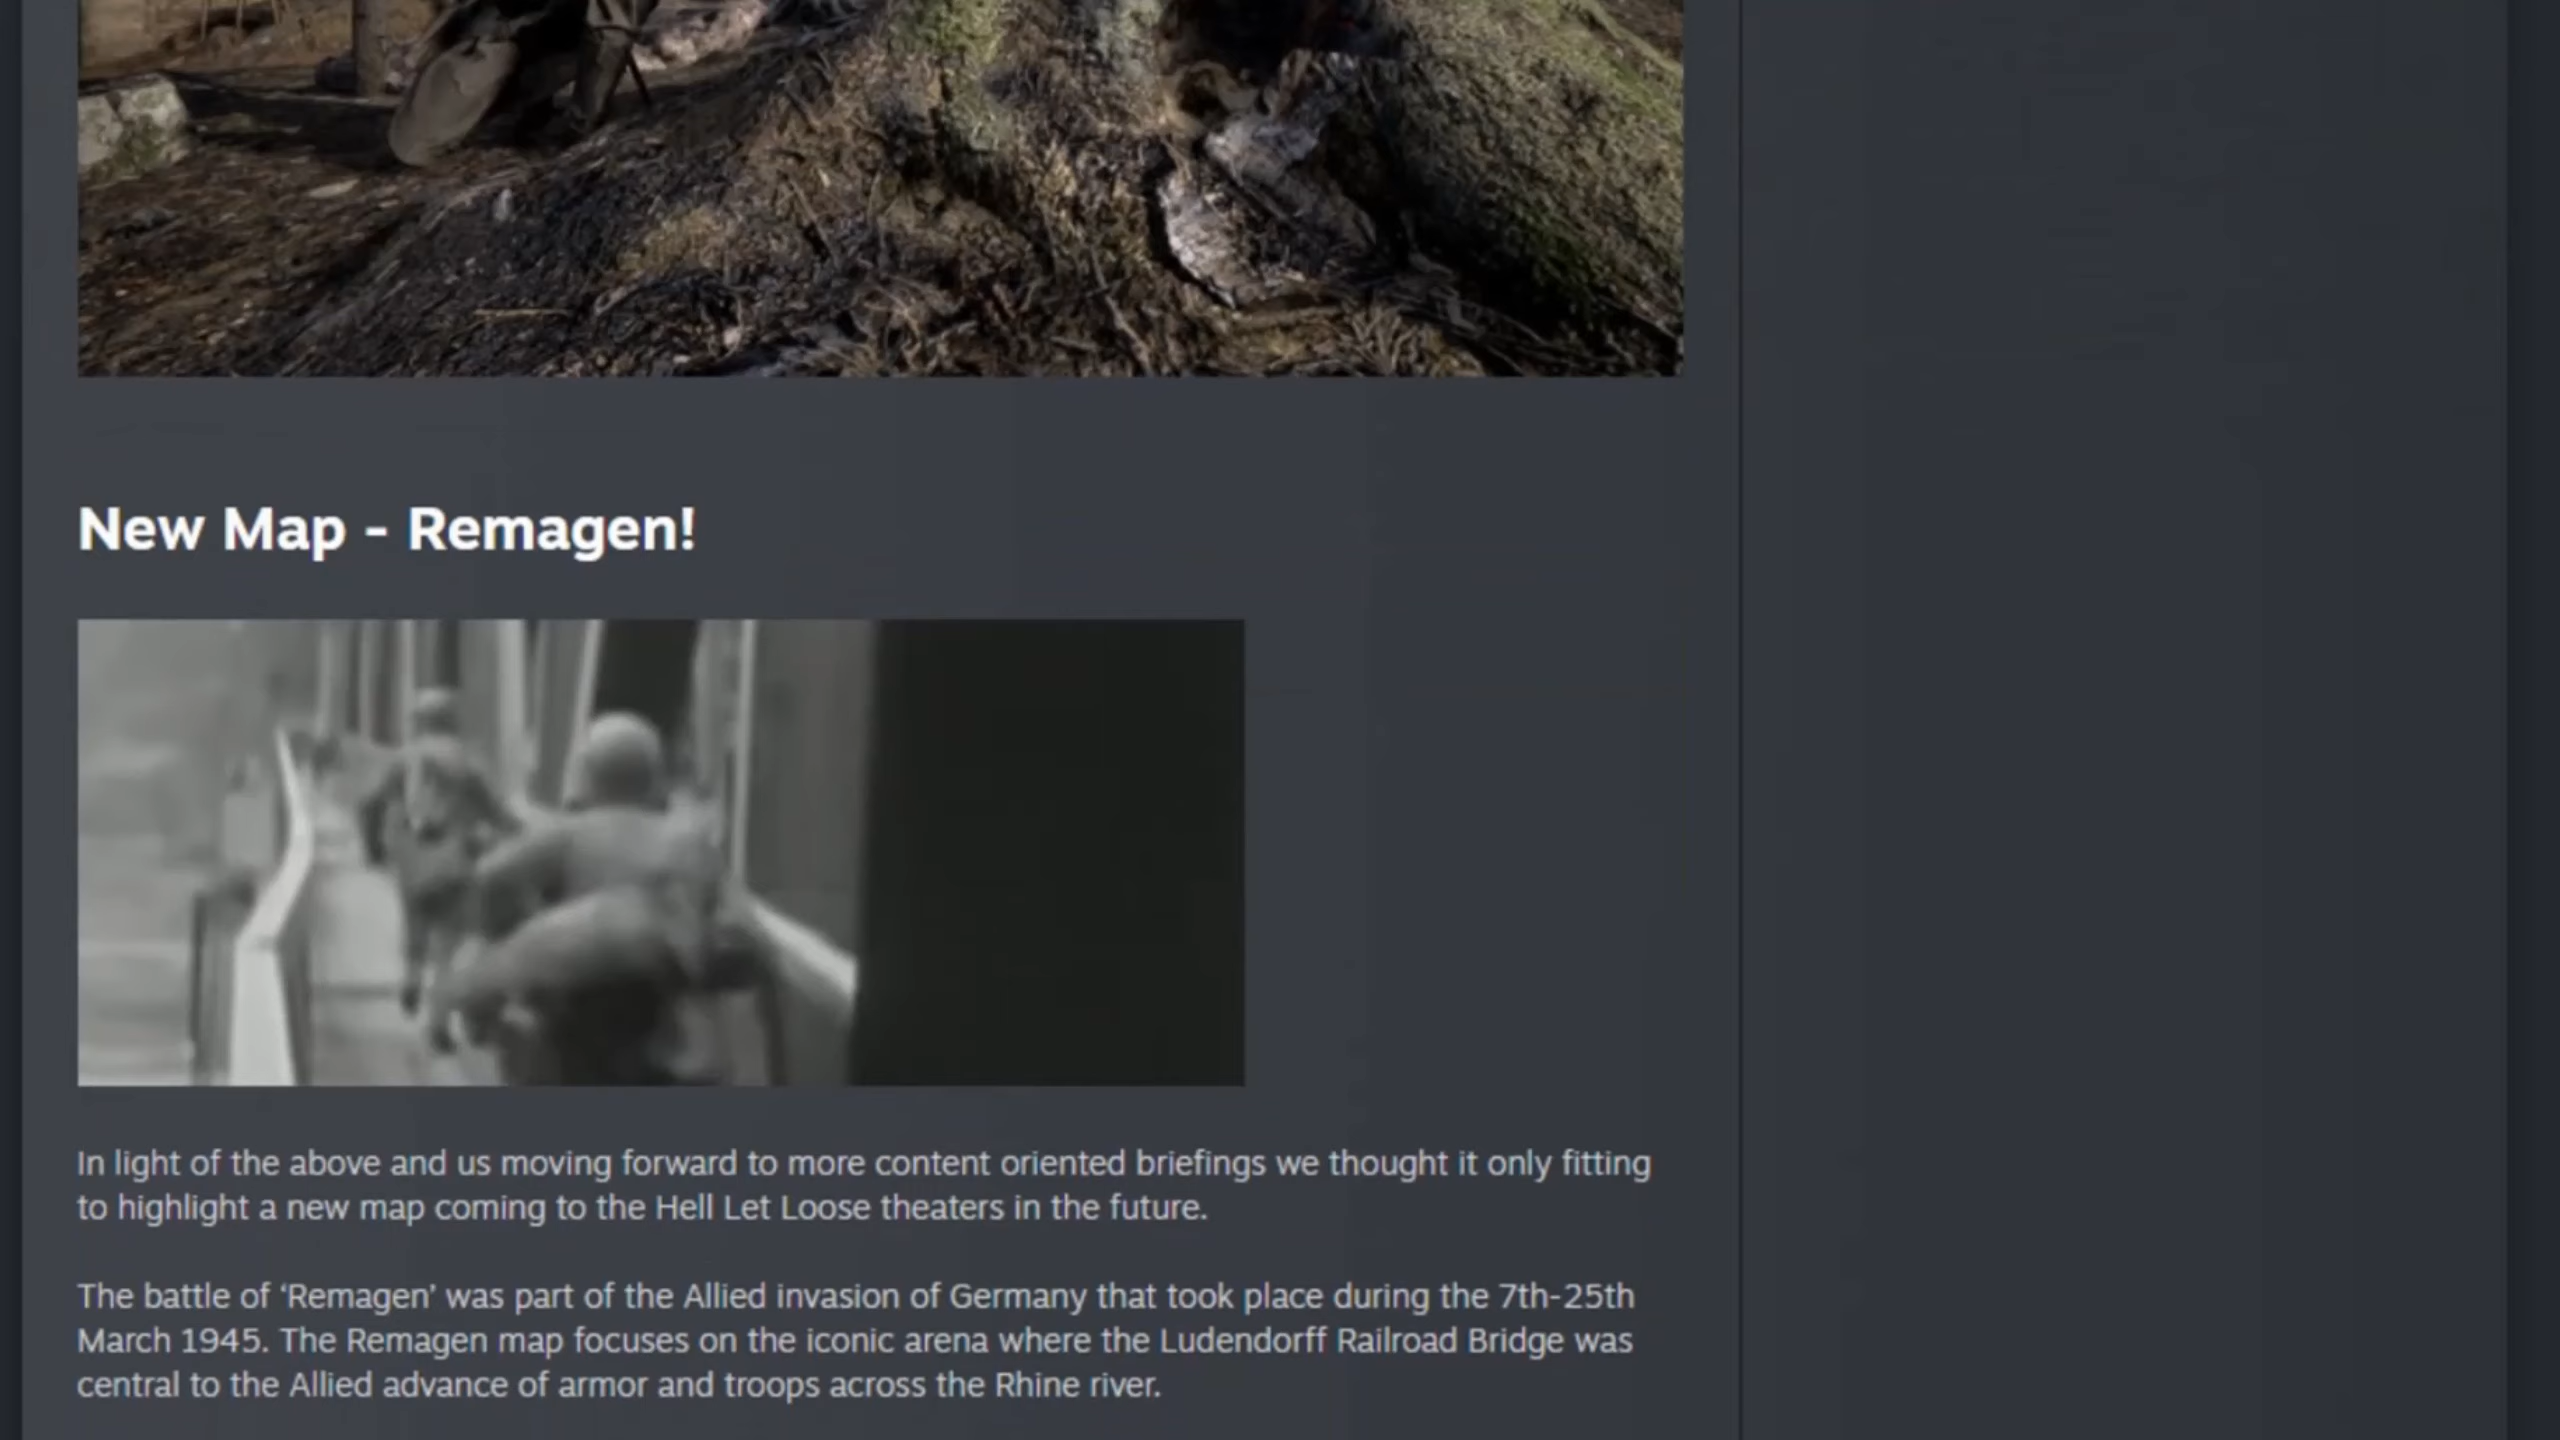 New Map - Remagen!
In light of the above and us moving forward to more content oriented briefings we thought it only fitting
to highlight a new map coming to the Hell Let Loose theaters in the future.
The battle of ‘Remagen’ was part of the Allied invasion of Germany that took place during the 7th-25th
March 1945. The Remagen map focuses on the iconic arena where the Ludendorff Railroad Bridge was
central to the Allied advance of armor and troops across the Rhine river.